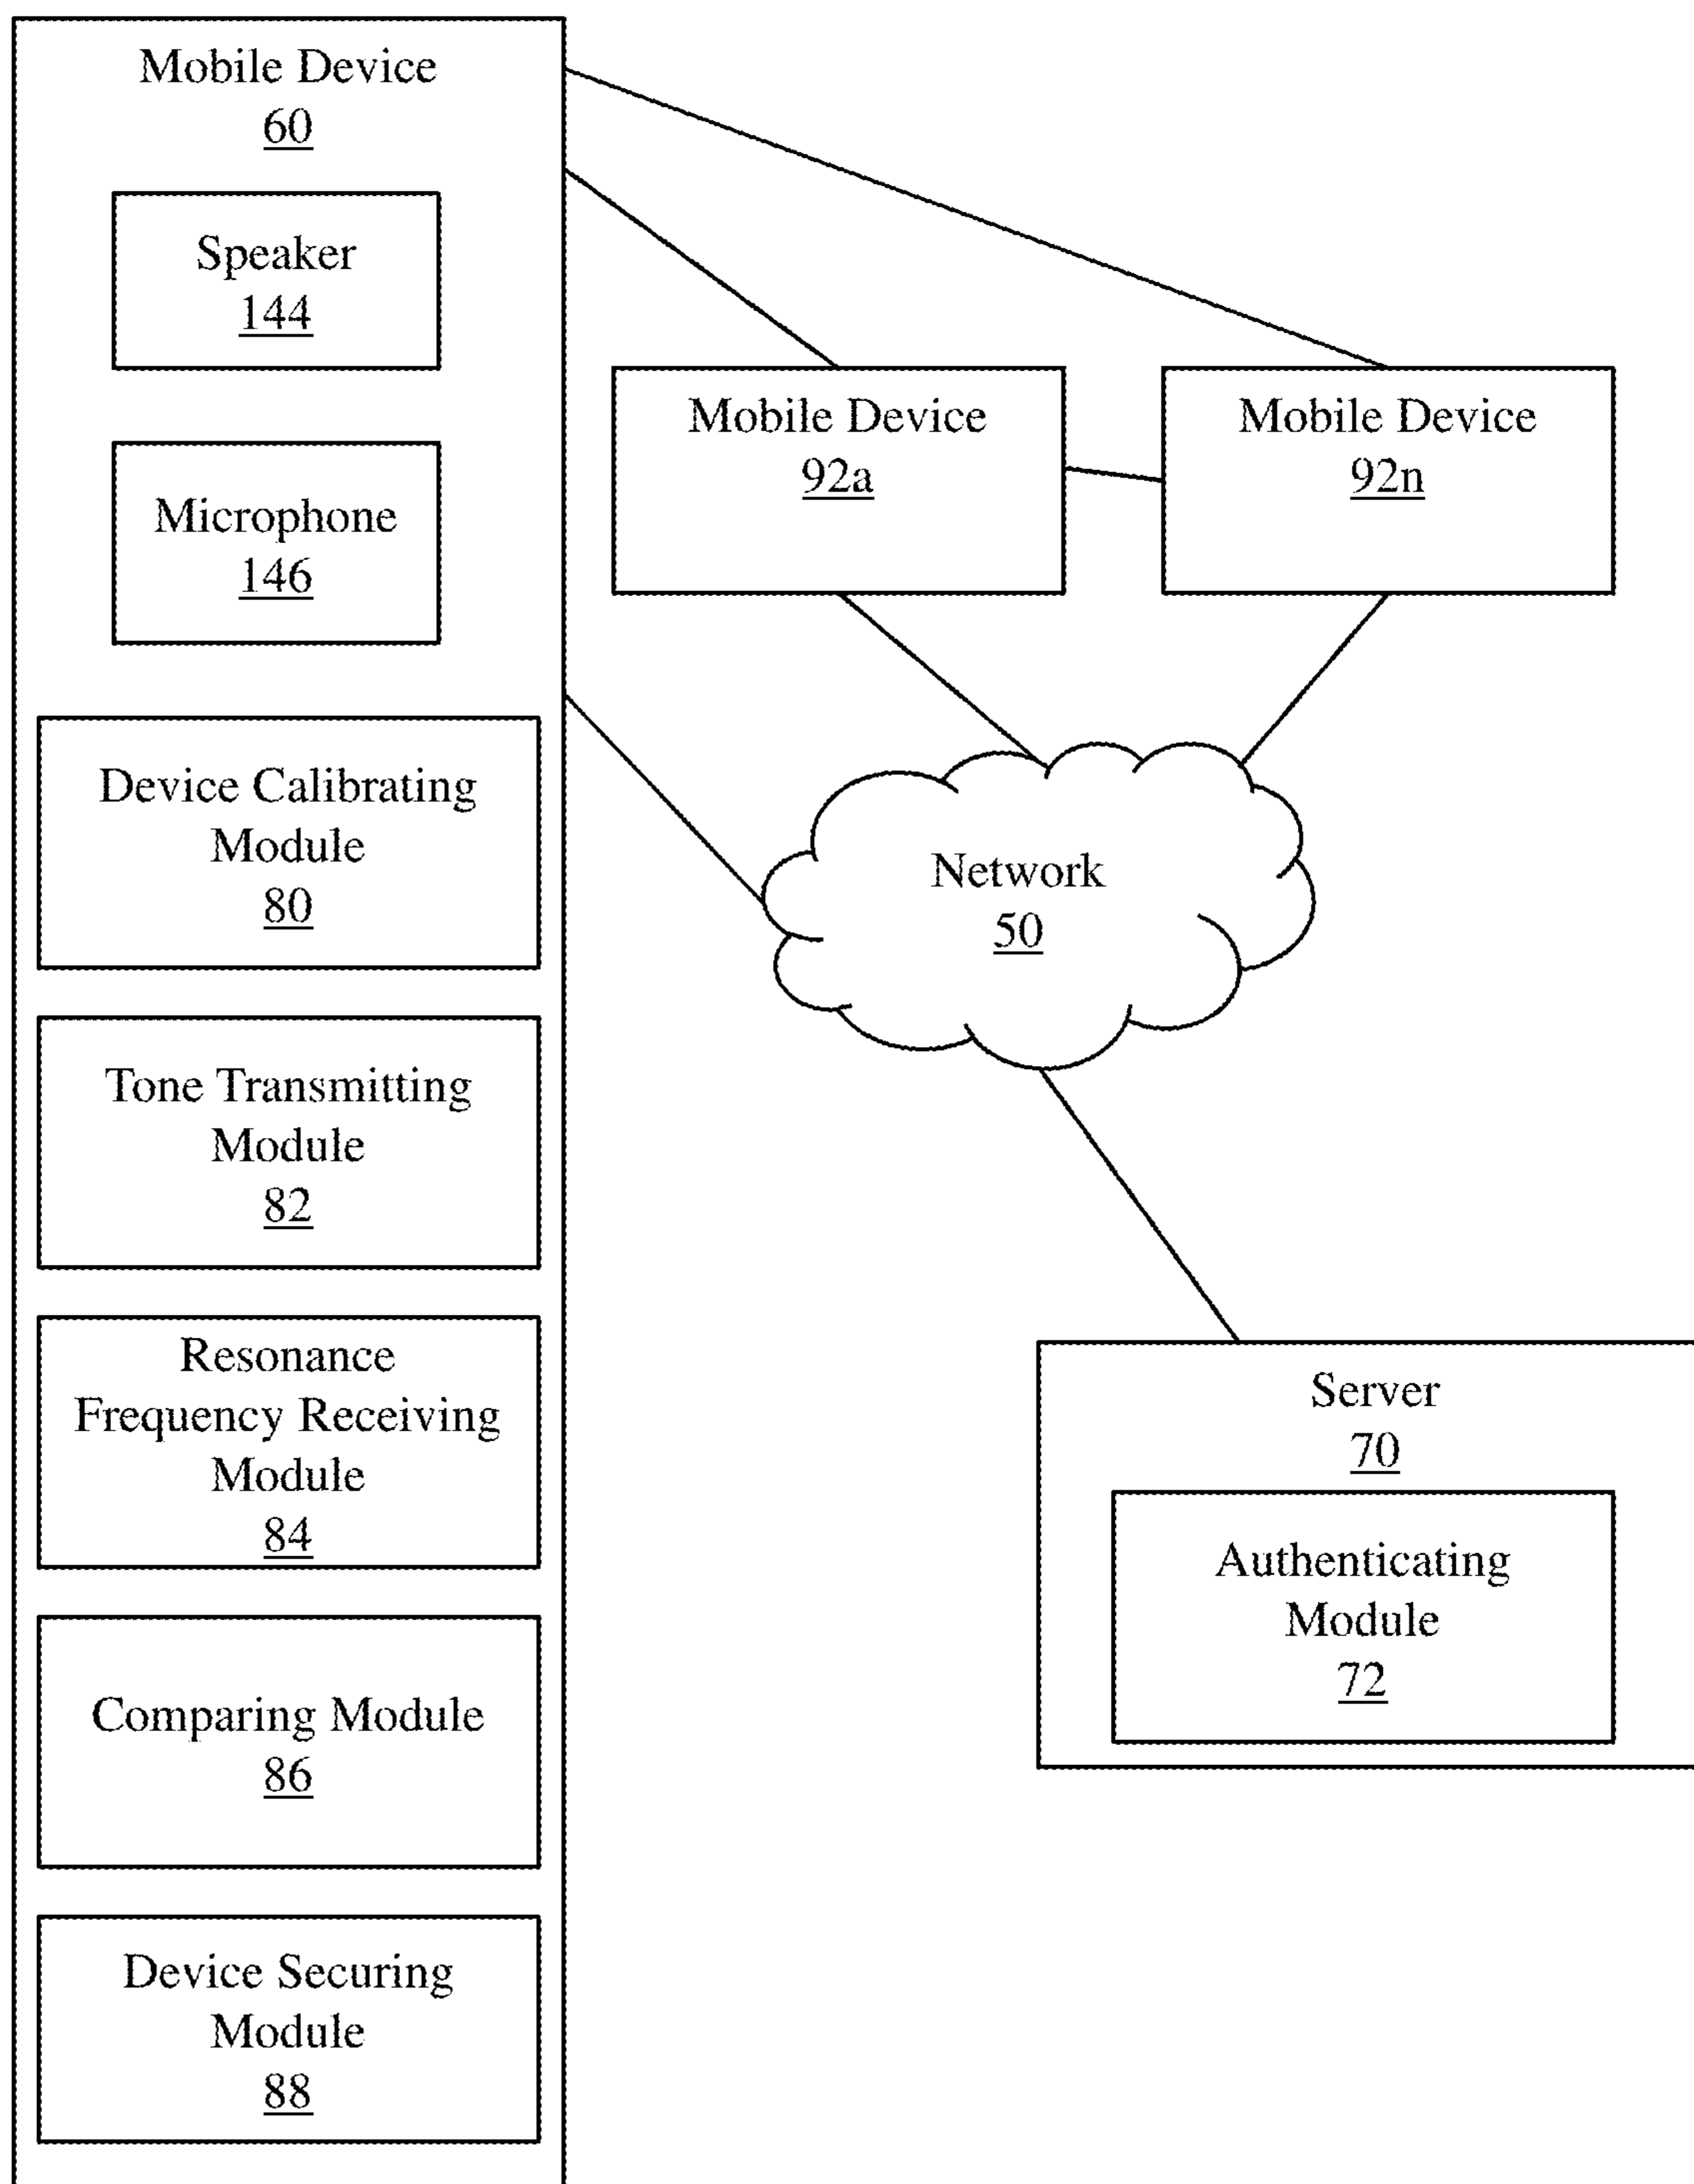 Mobile Device
60
Speaker
144
Microphone
146
Device Calibrating
Module
80
Tone Transmitting
Module
82
Resonance
Frequency Receiving
Module
84
Comparing Module
86
Device Securing
Module
88
Mobile Device
92a
Mobile Device
92n
Network
50
Server
70
Authenticating
Module
72